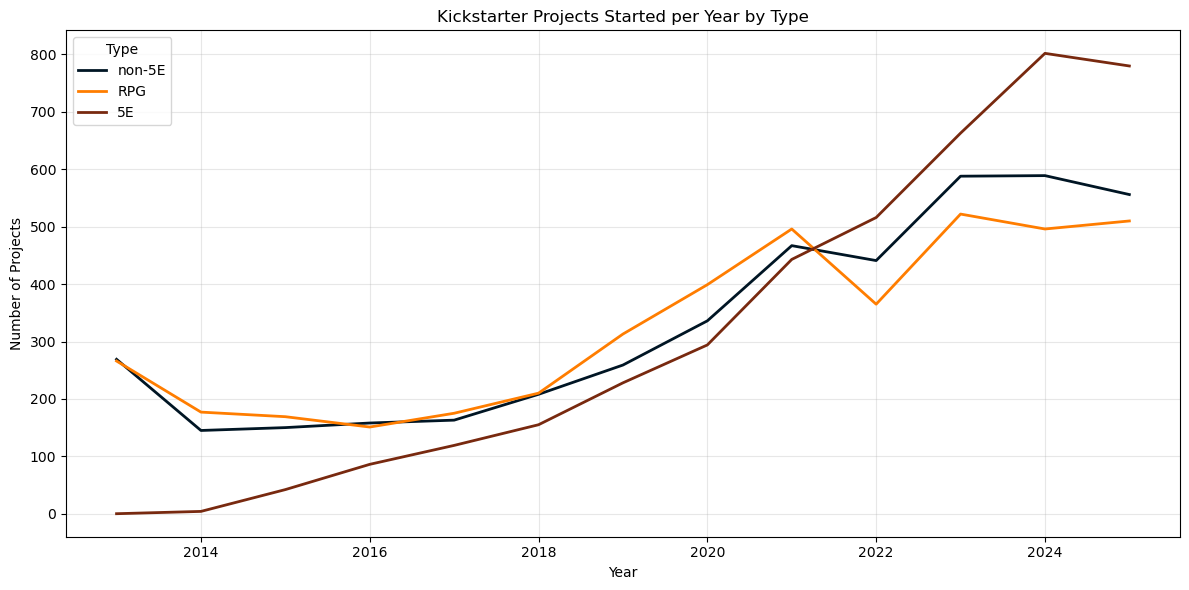 Kickstarter Projects Started per Year by Type
Type
non-5E
RPG
5E
Number of Projects
800
700
600
500
400
300
200
100
0
2014 2016 2018 2020 2022 2024
Year